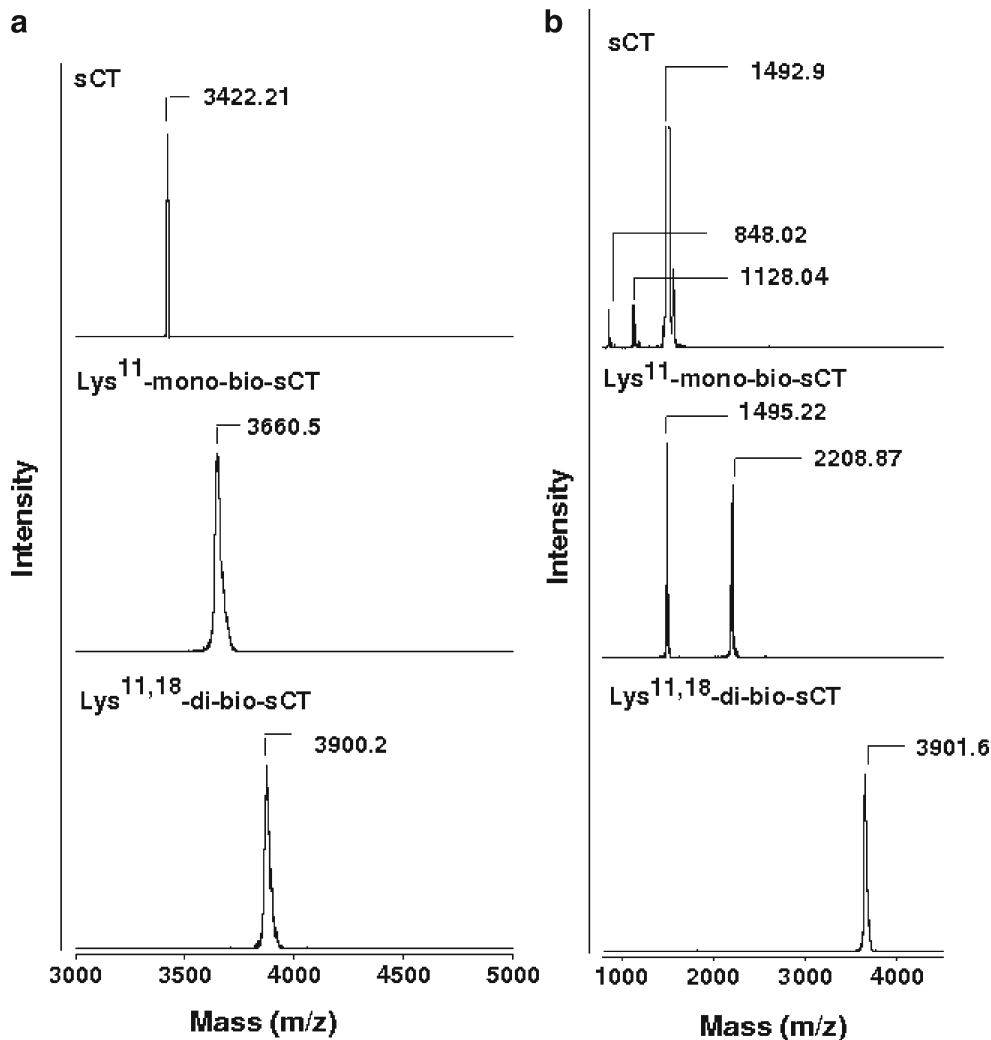 a
sCT
3422.21
Lys11-mono-bio-sCT
3660.5
Lys11,18-di-bio-sCT
3900.2
Intensity
3000 3500 4000 4500 5000
Mass (m/z)
b
sCT
1492.9
848.02
1128.04
Lys11-mono-bio-sCT
1495.22
2208.87
Lys11,18-di-bio-sCT
3901.6
Intensity
1000 2000 3000 4000
Mass (m/z)